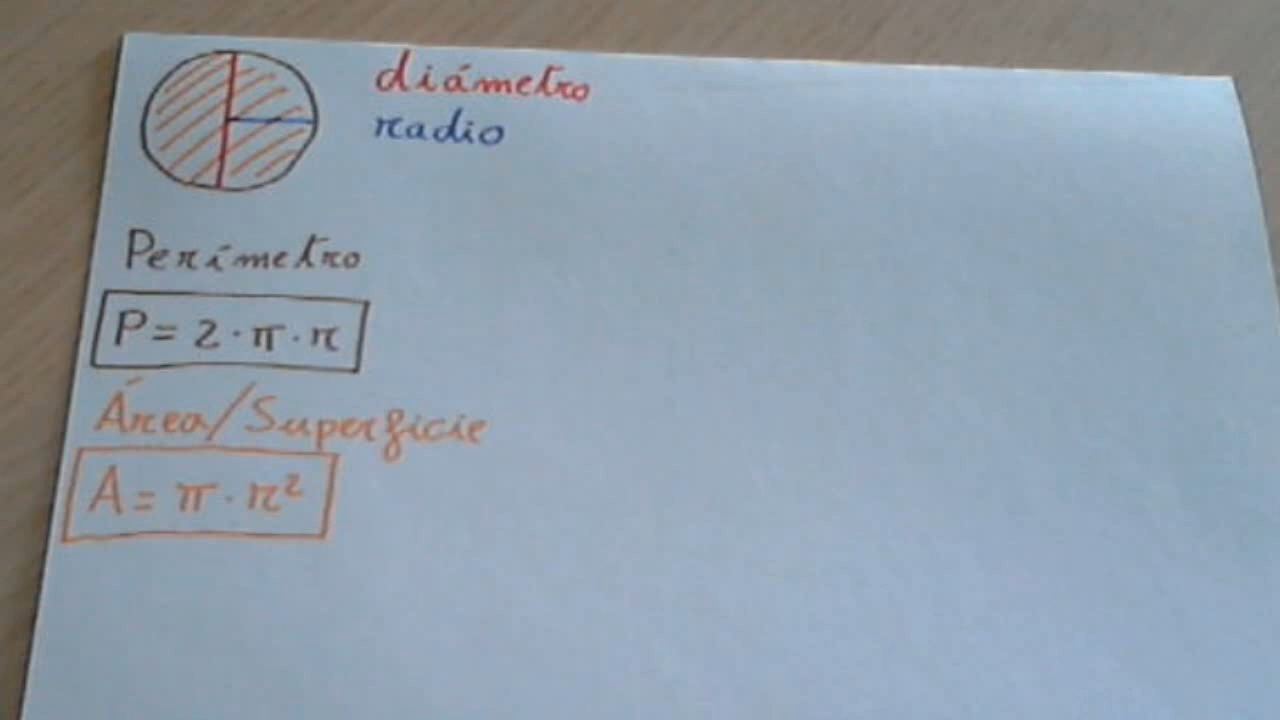 diámetro
radio
Perímetro
P = 2 · π · r
Área/Superficie
A = π · r²